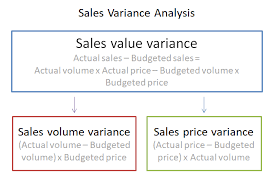 Sales Variance Analysis
Sales value variance
Actual sales – Budgeted sales =
Actual volume x Actual price – Budgeted volume x
Budgeted price
Sales volume variance
(Actual volume – Budgeted
volume) x Budgeted price
Sales price variance
(Actual price – Budgeted
price) x Actual volume